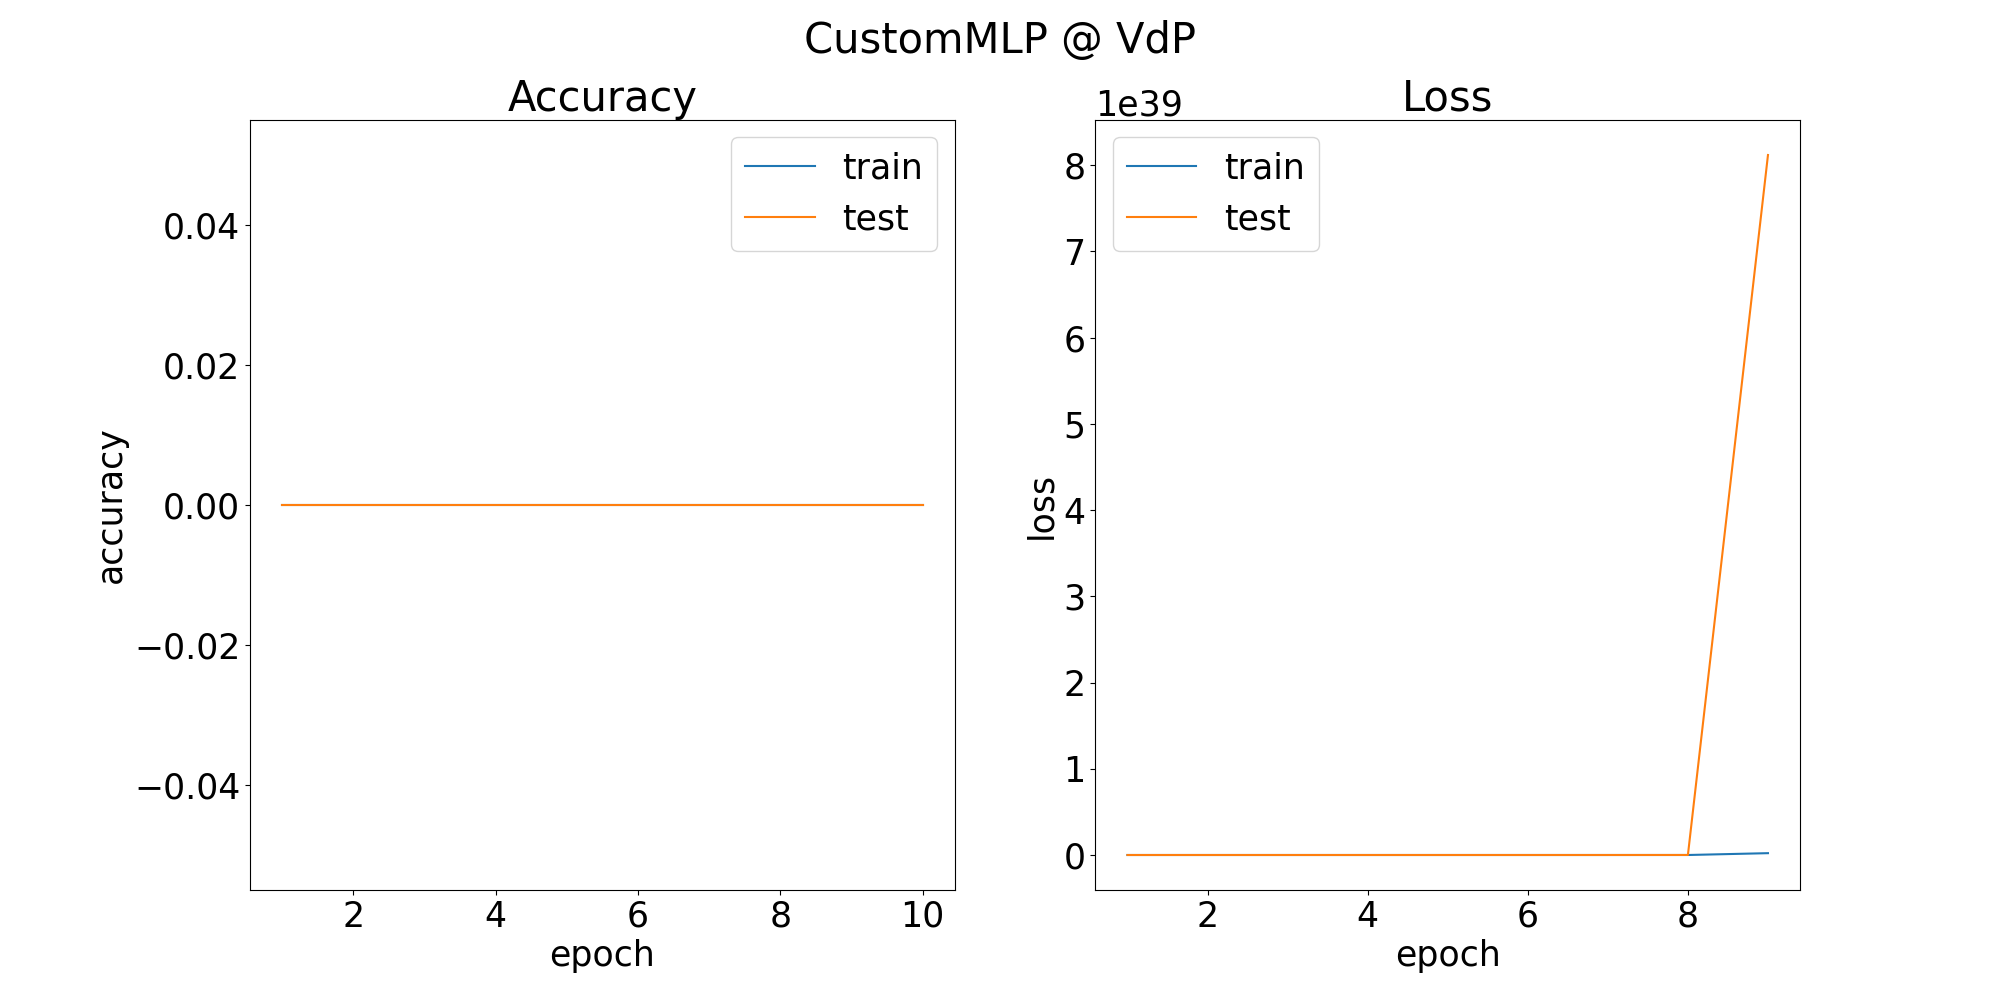 CustomMLP @ VdP
Accuracy
train
test
0.04
0.02
0.00
−0.02
−0.04
accuracy
2 4 6 8 10
epoch
Loss
1e39
train
test
8
7
6
5
4
3
2
1
0
loss
2 4 6 8
epoch